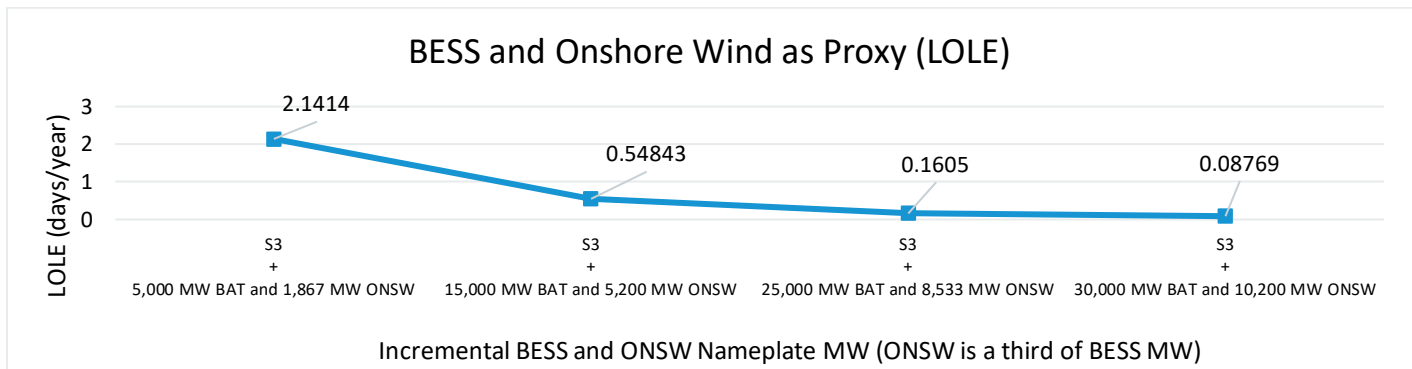 BESS and Onshore Wind as Proxy (LOLE)
LOLE (days/year)
3
2
1
0
2.1414
0.54843
0.1605
0.08769
S3
+
5,000 MW BAT and 1,867 MW ONSW
S3
+
15,000 MW BAT and 5,200 MW ONSW
S3
+
25,000 MW BAT and 8,533 MW ONSW
S3
+
30,000 MW BAT and 10,200 MW ONSW
Incremental BESS and ONSW Nameplate MW (ONSW is a third of BESS MW)